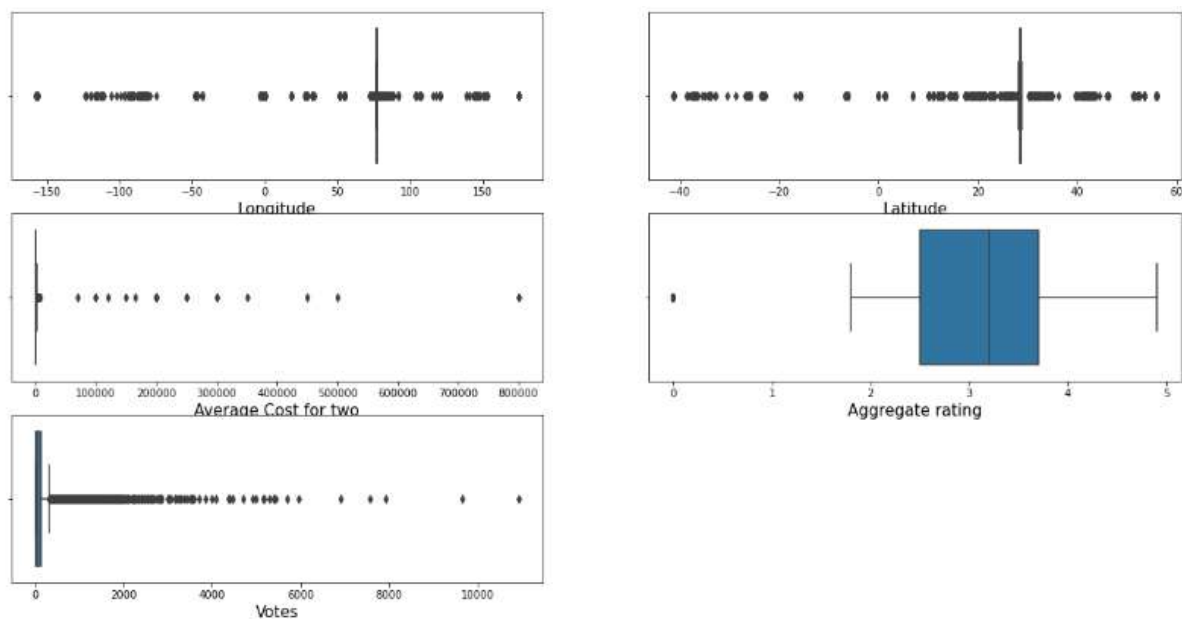 −150 −100 −50 0 50 100 150
Longitude
−40 −20 0 20 40 60
Latitude
0 100000 200000 300000 400000 500000 600000 700000 800000
Average Cost for two
0 1 2 3 4 5
Aggregate rating
0 2000 4000 6000 8000 10000
Votes